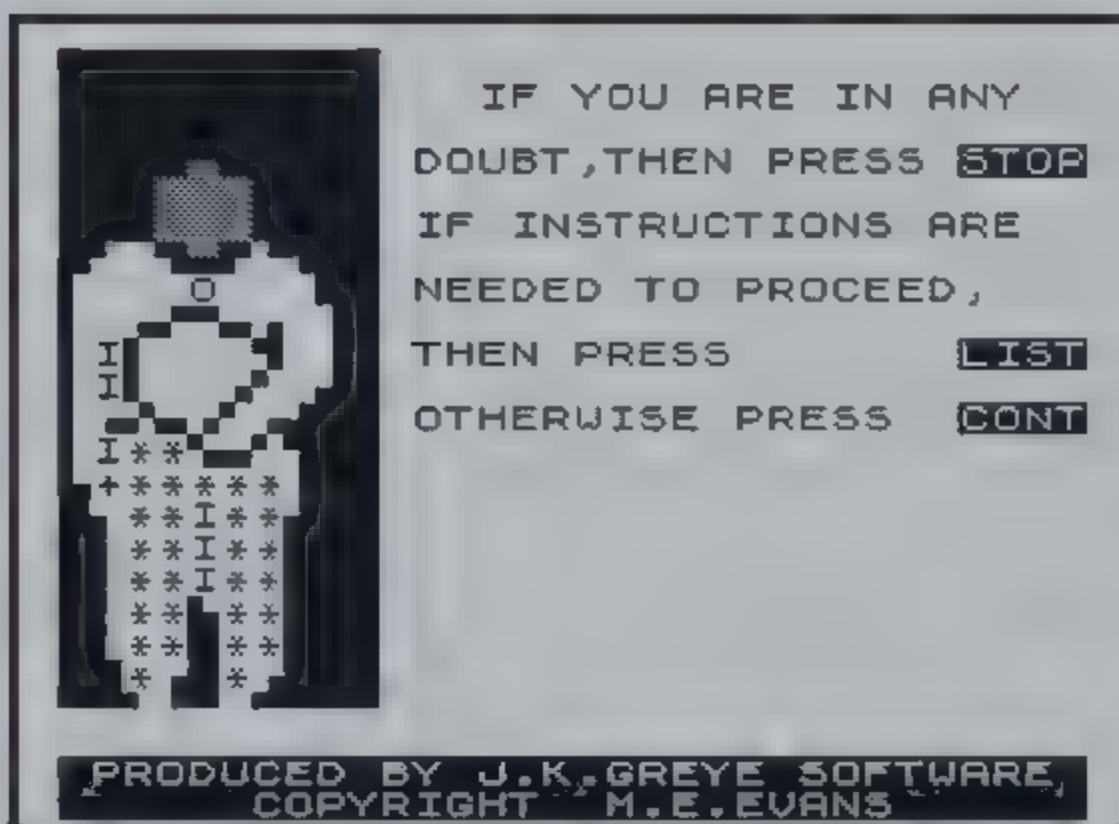 IF YOU ARE IN ANY
DOUBT,THEN PRESS STOP
IF INSTRUCTIONS ARE
NEEDED TO PROCEED,
THEN PRESS LIST
OTHERWISE PRESS CONT
PRODUCED BY J.K.GREYE SOFTWARE,
COPYRIGHT M.E.EVANS